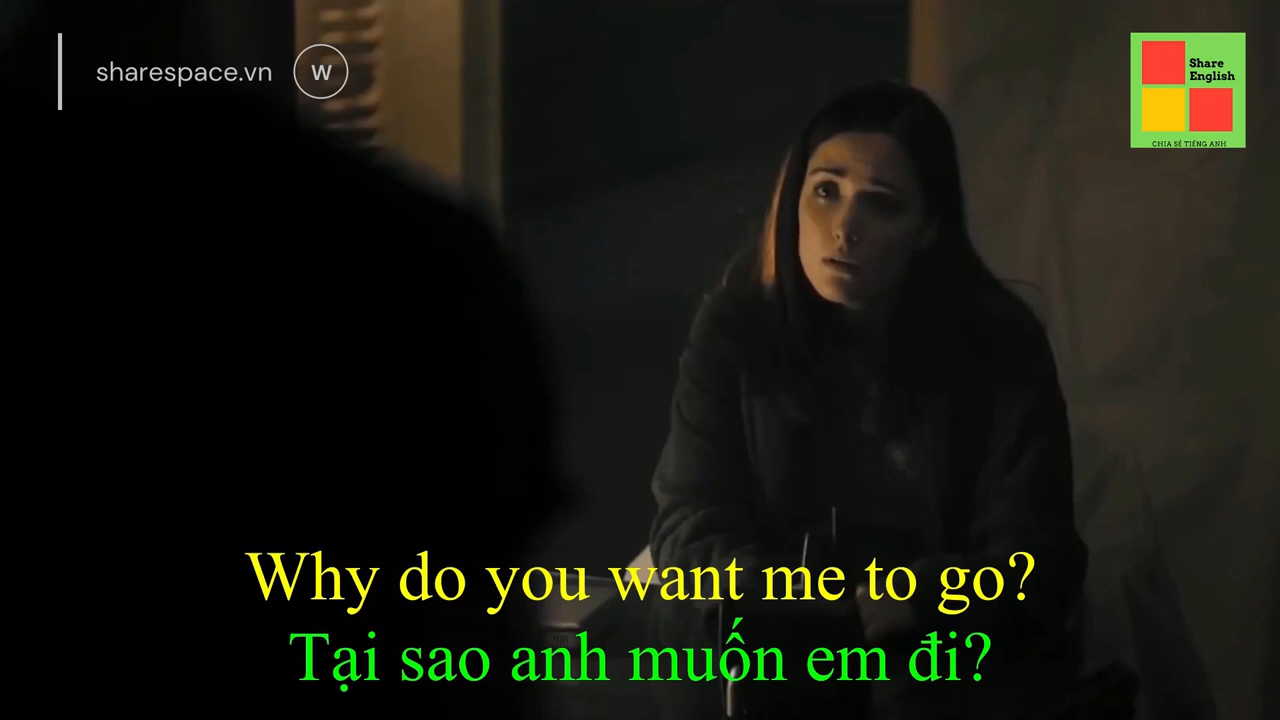 sharespace.vn W
Share
English
CHIA SẺ TIẾNG ANH
Why do you want me to go?
Tại sao anh muốn em đi?